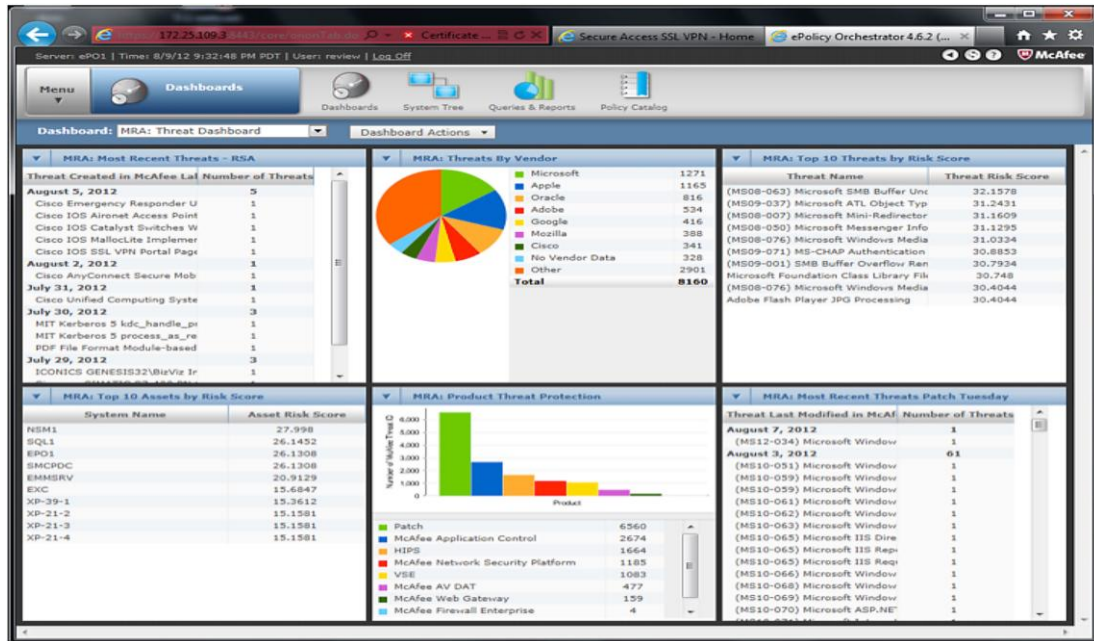 https://172.25.109.3:8443/core/orionTab.do
Certificate ...
Secure Access SSL VPN - Home
ePolicy Orchestrator 4.6.2 (...
Server: ePO1 | Time: 8/9/12 9:32:48 PM PDT | User: review | Log Off
McAfee
Menu
Dashboards
Dashboards
System Tree
Queries & Reports
Policy Catalog
Dashboard: MRA: Threat Dashboard
Dashboard Actions
MRA: Most Recent Threats - RSA
Threat Created in McAfee Lal Number of Threats
August 5, 2012 5
Cisco Emergency Responder U 1
Cisco IOS Aironet Access Point 1
Cisco IOS Catalyst Switches W 1
Cisco IOS MallocLite Implemer 1
Cisco IOS SSL VPN Portal Page 1
August 2, 2012 1
Cisco AnyConnect Secure Mob 1
July 31, 2012 1
Cisco Unified Computing Syste 1
July 30, 2012 3
MIT Kerberos 5 kdc_handle_pr 1
MIT Kerberos 5 process_as_re 1
PDF File Format Module-based 1
July 29, 2012 3
ICONICS GENESIS32\BizViz Ir 1
MRA: Threats By Vendor
Microsoft 1271
Apple 1165
Oracle 816
Adobe 534
Google 416
Mozilla 388
Cisco 341
No Vendor Data 328
Other 2901
Total 8160
MRA: Top 10 Threats by Risk Score
Threat Name Threat Risk Score
(MS08-063) Microsoft SMB Buffer Unc 32.1578
(MS09-037) Microsoft ATL Object Typ 31.2431
(MS08-007) Microsoft Mini-Redirector 31.1609
(MS08-050) Microsoft Messenger Info 31.1295
(MS08-076) Microsoft Windows Media 31.0334
(MS09-071) MS-CHAP Authentication 30.8853
(MS09-001) SMB Buffer Overflow Ren 30.7934
Microsoft Foundation Class Library File 30.748
(MS08-076) Microsoft Windows Media 30.4044
Adobe Flash Player JPG Processing 30.4044
MRA: Top 10 Assets by Risk Score
System Name Asset Risk Score
NSM1 27.998
SQL1 26.1452
EPO1 26.1308
SMCPDC 26.1308
EMMSRV 20.9129
EXC 15.6847
XP-39-1 15.3612
XP-21-2 15.1581
XP-21-3 15.1581
XP-21-4 15.1581
MRA: Product Threat Protection
6,000
5,000
4,000
3,000
2,000
1,000
0
Product
Patch 6560
McAfee Application Control 2674
HIPS 1664
McAfee Network Security Platform 1185
VSE 1083
McAfee AV DAT 477
McAfee Web Gateway 159
McAfee Firewall Enterprise 4
MRA: Most Recent Threats Patch Tuesday
Threat Last Modified in McAf Number of Threats
August 7, 2012 1
(MS12-034) Microsoft Window 1
August 3, 2012 61
(MS10-051) Microsoft Window 1
(MS10-059) Microsoft Window 1
(MS10-059) Microsoft Window 1
(MS10-061) Microsoft Window 1
(MS10-062) Microsoft Window 1
(MS10-063) Microsoft Window 1
(MS10-065) Microsoft IIS Dire 1
(MS10-065) Microsoft IIS Rep 1
(MS10-065) Microsoft IIS Requ 1
(MS10-066) Microsoft Window 1
(MS10-068) Microsoft Window 1
(MS10-069) Microsoft Window 1
(MS10-070) Microsoft ASP.NET 1